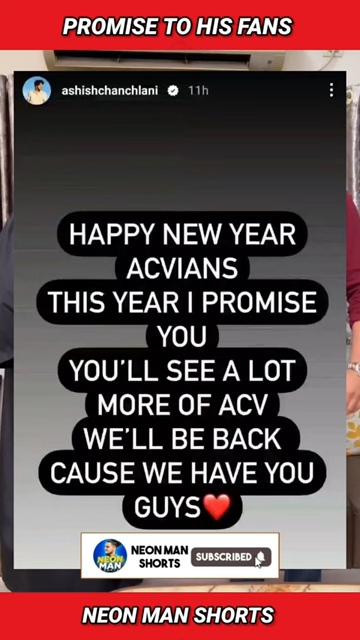 PROMISE TO HIS FANS
ashishchanchlani 11h
HAPPY NEW YEAR
ACVIANS
THIS YEAR I PROMISE
YOU
YOU'LL SEE A LOT
MORE OF ACV
WE'LL BE BACK
CAUSE WE HAVE YOU
GUYS❤️
NEON
MAN
NEON MAN
SHORTS
SUBSCRIBED
NEON MAN SHORTS